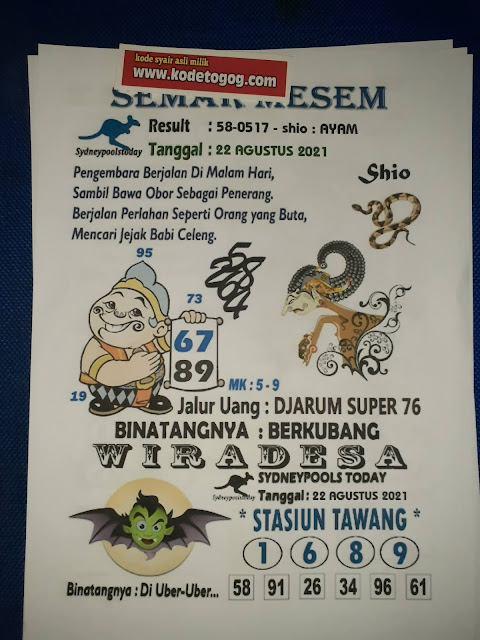 kode syair asli milik
www.kodetogog.com
SEMAR MESEM
Result : 58-0517 - shio : AYAM
Sydneypoolstoday
Tanggal : 22 AGUSTUS 2021
Pengembara Berjalan Di Malam Hari,
Sambil Bawa Obor Sebagai Penerang.
Berjalan Perlahan Seperti Orang yang Buta,
Mencari Jejak Babi Celeng.
Shio
95
73
67
89
19
MK : 5 - 9
Jalur Uang : DJARUM SUPER 76
BINATANGNYA : BERKUBANG
WIRADESA
Sydneypoolstoday
SYDNEYPOOLS TODAY
Tanggal : 22 AGUSTUS 2021
* STASIUN TAWANG *
1 6 8 9
Binatangnya : Di Uber-Uber... 58 91 26 34 96 61